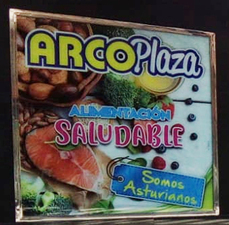 ARCOPlaza
ALIMENTACIÓN
SALUDABLE
Somos
Asturianos